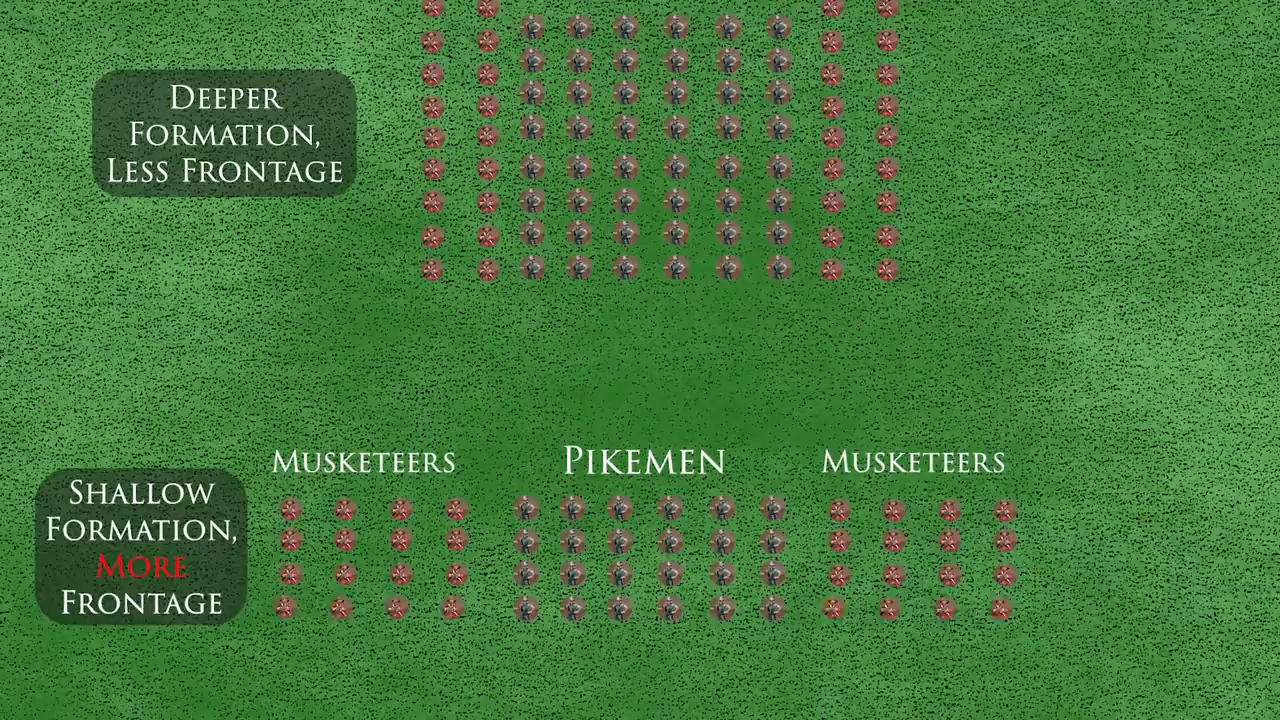 Deeper
Formation,
Less Frontage
Musketeers
Pikemen
Musketeers
Shallow
Formation,
More
Frontage